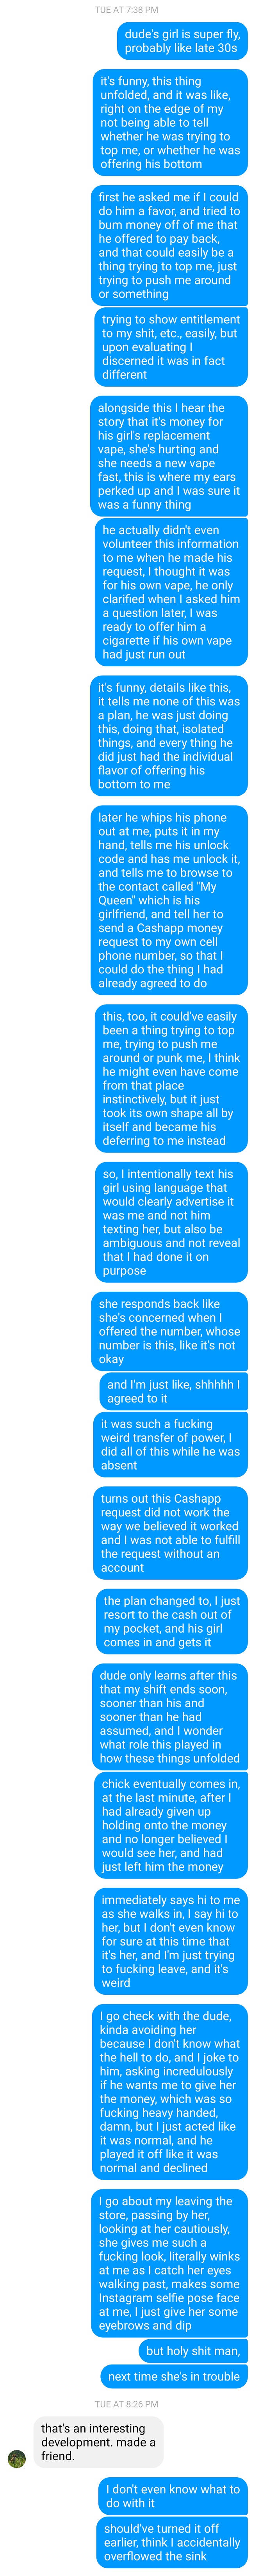 TUE AT 7:38 PM
dude's girl is super fly,
probably like late 30s
it's funny, this thing
unfolded, and it was like,
right on the edge of my
not being able to tell
whether he was trying to
top me, or whether he was
offering his bottom
first he asked me if I could
do him a favor, and tried to
bum money off of me that
he offered to pay back,
and that could easily be a
thing trying to top me, just
trying to push me around
or something
trying to show entitlement
to my shit, etc., easily, but
upon evaluating I
discerned it was in fact
different
alongside this I hear the
story that it's money for
his girl's replacement
vape, she's hurting and
she needs a new vape
fast, this is where my ears
perked up and I was sure it
was a funny thing
he actually didn't even
volunteer this information
to me when he made his
request, I thought it was
for his own vape, he only
clarified when I asked him
a question later, I was
ready to offer him a
cigarette if his own vape
had just run out
it's funny, details like this,
it tells me none of this was
a plan, he was just doing
this, doing that, isolated
things, and every thing he
did just had the individual
flavor of offering his
bottom to me
later he whips his phone
out at me, puts it in my
hand, tells me his unlock
code and has me unlock it,
and tells me to browse to
the contact called "My
Queen" which is his
girlfriend, and tell her to
send a Cashapp money
request to my own cell
phone number, so that I
could do the thing I had
already agreed to do
this, too, it could've easily
been a thing trying to top
me, trying to push me
around or punk me, I think
he might even have come
from that place
instinctively, but it just
took its own shape all by
itself and became his
deferring to me instead
so, I intentionally text his
girl using language that
would clearly advertise it
was me and not him
texting her, but also be
ambiguous and not reveal
that I had done it on
purpose
she responds back like
she's concerned when I
offered the number, whose
number is this, like it's not
okay
and I'm just like, shhhhh I
agreed to it
it was such a fucking
weird transfer of power, I
did all of this while he was
absent
turns out this Cashapp
request did not work the
way we believed it worked
and I was not able to fulfill
the request without an
account
the plan changed to, I just
resort to the cash out of
my pocket, and his girl
comes in and gets it
dude only learns after this
that my shift ends soon,
sooner than his and
sooner than he had
assumed, and I wonder
what role this played in
how these things unfolded
chick eventually comes in,
at the last minute, after I
had already given up
holding onto the money
and no longer believed I
would see her, and had
just left him the money
immediately says hi to me
as she walks in, I say hi to
her, but I don't even know
for sure at this time that
it's her, and I'm just trying
to fucking leave, and it's
weird
I go check with the dude,
kinda avoiding her
because I don't know what
the hell to do, and I joke to
him, asking incredulously
if he wants me to give her
the money, which was so
fucking heavy handed,
damn, but I just acted like
it was normal, and he
played it off like it was
normal and declined
I go about my leaving the
store, passing by her,
looking at her cautiously,
she gives me such a
fucking look, literally winks
at me as I catch her eyes
walking past, makes some
Instagram selfie pose face
at me, I just give her some
eyebrows and dip
but holy shit man,
next time she's in trouble
TUE AT 8:26 PM
that's an interesting
development. made a
friend.
I don't even know what to
do with it
should've turned it off
earlier, think I accidentally
overflowed the sink